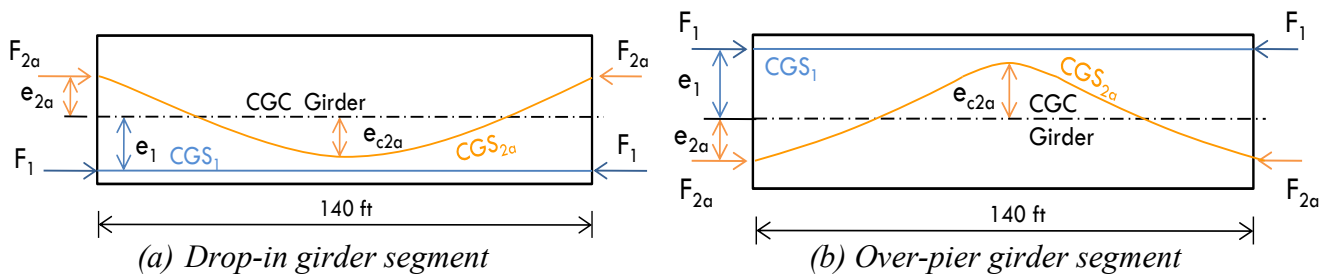 F2a
e2a
F1
e1
CGS1
CGC Girder
ec2a
CGS2a
F2a
F1
140 ft
(a) Drop-in girder segment
F1
e1
e2a
F2a
CGS1
ec2a
CGC
Girder
CGS2a
F1
F2a
140 ft
(b) Over-pier girder segment